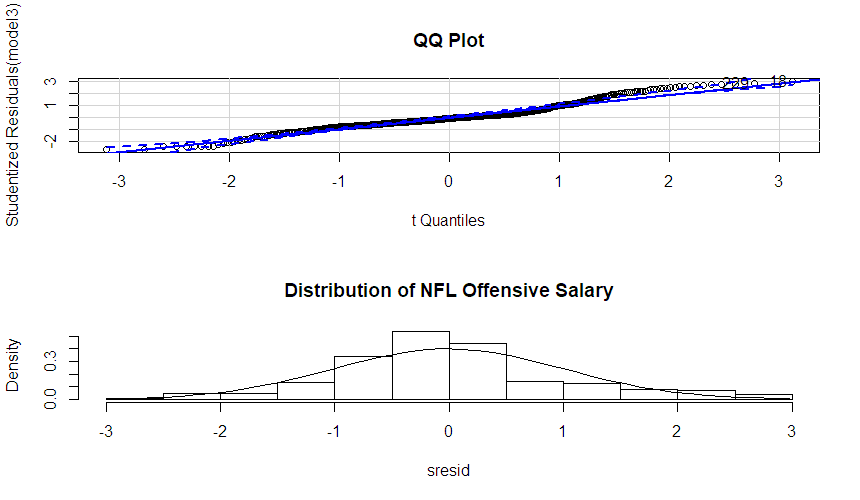 QQ Plot
Studentized Residuals(model3)
3
1
-2
18
-3 -2 -1 0 1 2 3
t Quantiles
Distribution of NFL Offensive Salary
Density
0.3
0.0
-3 -2 -1 0 1 2 3
sresid